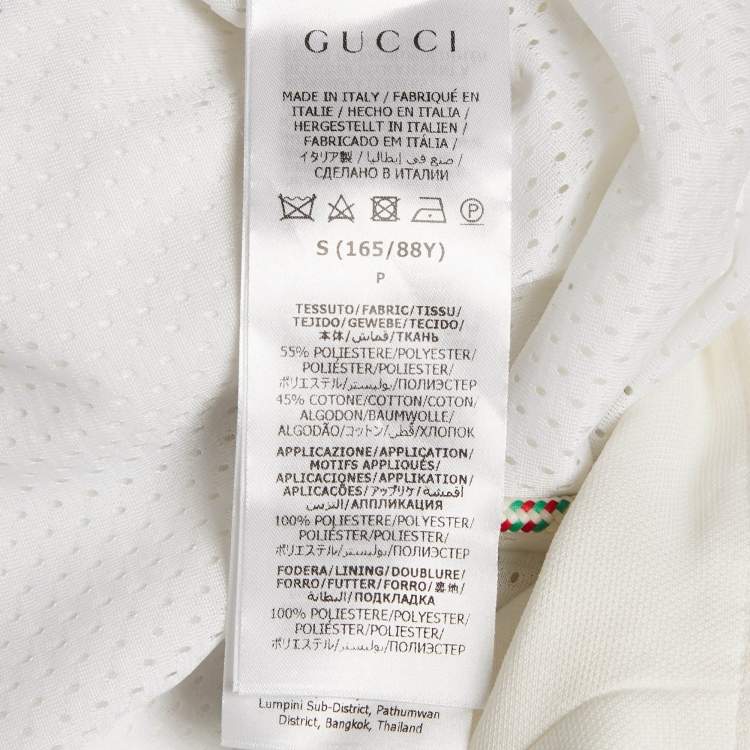 GUCCI
MADE IN ITALY / FABRIQUÉ EN
ITALIE / HECHO EN ITALIA /
HERGESTELLT IN ITALIEN /
FABRICADO EM ITÁLIA /
イタリア製 / صنع في إيطاليا /
СДЕЛАНО В ИТАЛИИ
P
S (165/88Y)
P
TESSUTO/FABRIC/TISSU/
TEJIDO/GEWEBE/TECIDO/
本体/قماش/ТКАНЬ
55% POLIESTERE/POLYESTER/
POLIÉSTER/POLYESTER/
ポリエステル/بوليستر/ПОЛИЭСТЕР
45% COTONE/COTTON/COTON/
ALGODON/BAUMWOLLE/
ALGODÃO/コットン/قطن/ХЛОПОК
APPLICAZIONE/APPLICATION/
MOTIFS APPLIQUÉS/
APLICACIONES/APPLIKATION/
APLICAÇÕES/アップリケ/أقمشة
التزيين/АППЛИКАЦИЯ
100% POLIESTERE/POLYESTER/
POLIÉSTER/POLIÉSTER/
ポリエステル/بوليستر/ПОЛИЭСТЕР
FODERA/LINING/DOUBLURE/
FORRO/FUTTER/FORRO/裏地/
البطانة/ПОДКЛАДКА
100% POLIESTERE/POLYESTER/
POLIÉSTER/POLIÉSTER/
ポリエステル/بوليستر/ПОЛИЭСТЕР
Lumpini Sub-District, Pathumwan
District, Bangkok, Thailand